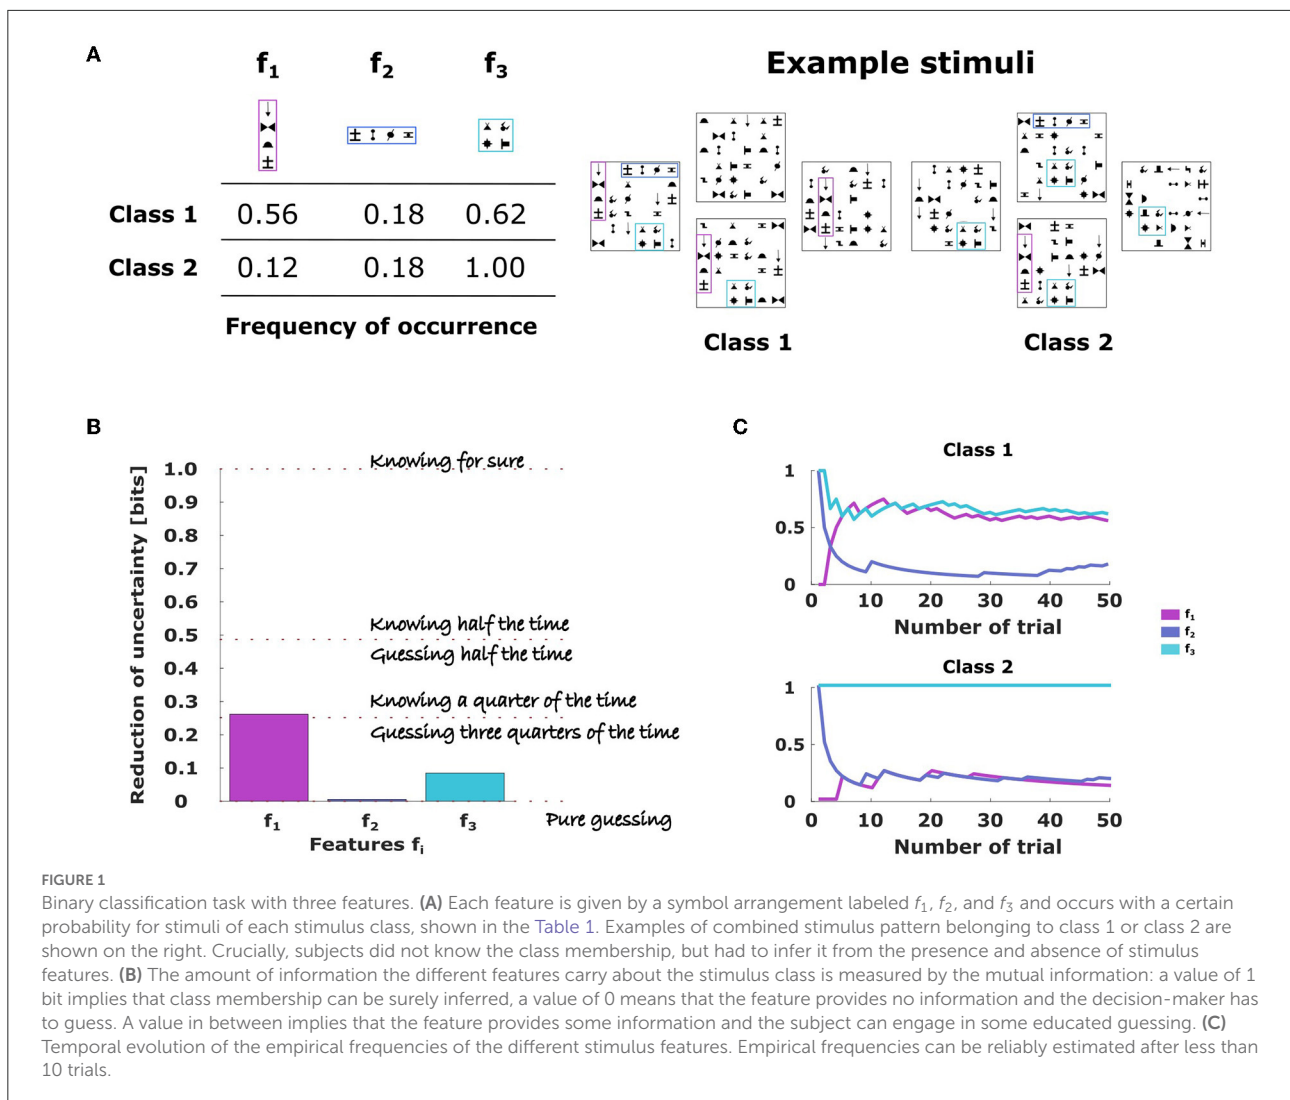 A
f₁ f₂ f₃
Class 1 0.56 0.18 0.62
Class 2 0.12 0.18 1.00
Frequency of occurrence
Example stimuli
Class 1 Class 2
B
Reduction of uncertainty [bits]
1.0
0.9
0.8
0.7
0.6
0.5
0.4
0.3
0.2
0.1
0
Knowing for sure
Knowing half the time
Guessing half the time
Knowing a quarter of the time
Guessing three quarters of the time
Pure guessing
f₁ f₂ f₃
Features fᵢ
C
Class 1
1
0.5
0
0 10 20 30 40 50
Number of trial
f₁
f₂
f₃
Class 2
1
0.5
0
0 10 20 30 40 50
Number of trial
FIGURE 1
Binary classification task with three features. (A) Each feature is given by a symbol arrangement labeled f₁, f₂, and f₃ and occurs with a certain
probability for stimuli of each stimulus class, shown in the Table 1. Examples of combined stimulus pattern belonging to class 1 or class 2 are
shown on the right. Crucially, subjects did not know the class membership, but had to infer it from the presence and absence of stimulus
features. (B) The amount of information the different features carry about the stimulus class is measured by the mutual information: a value of 1
bit implies that class membership can be surely inferred, a value of 0 means that the feature provides no information and the decision-maker has
to guess. A value in between implies that the feature provides some information and the subject can engage in some educated guessing. (C)
Temporal evolution of the empirical frequencies of the different stimulus features. Empirical frequencies can be reliably estimated after less than
10 trials.